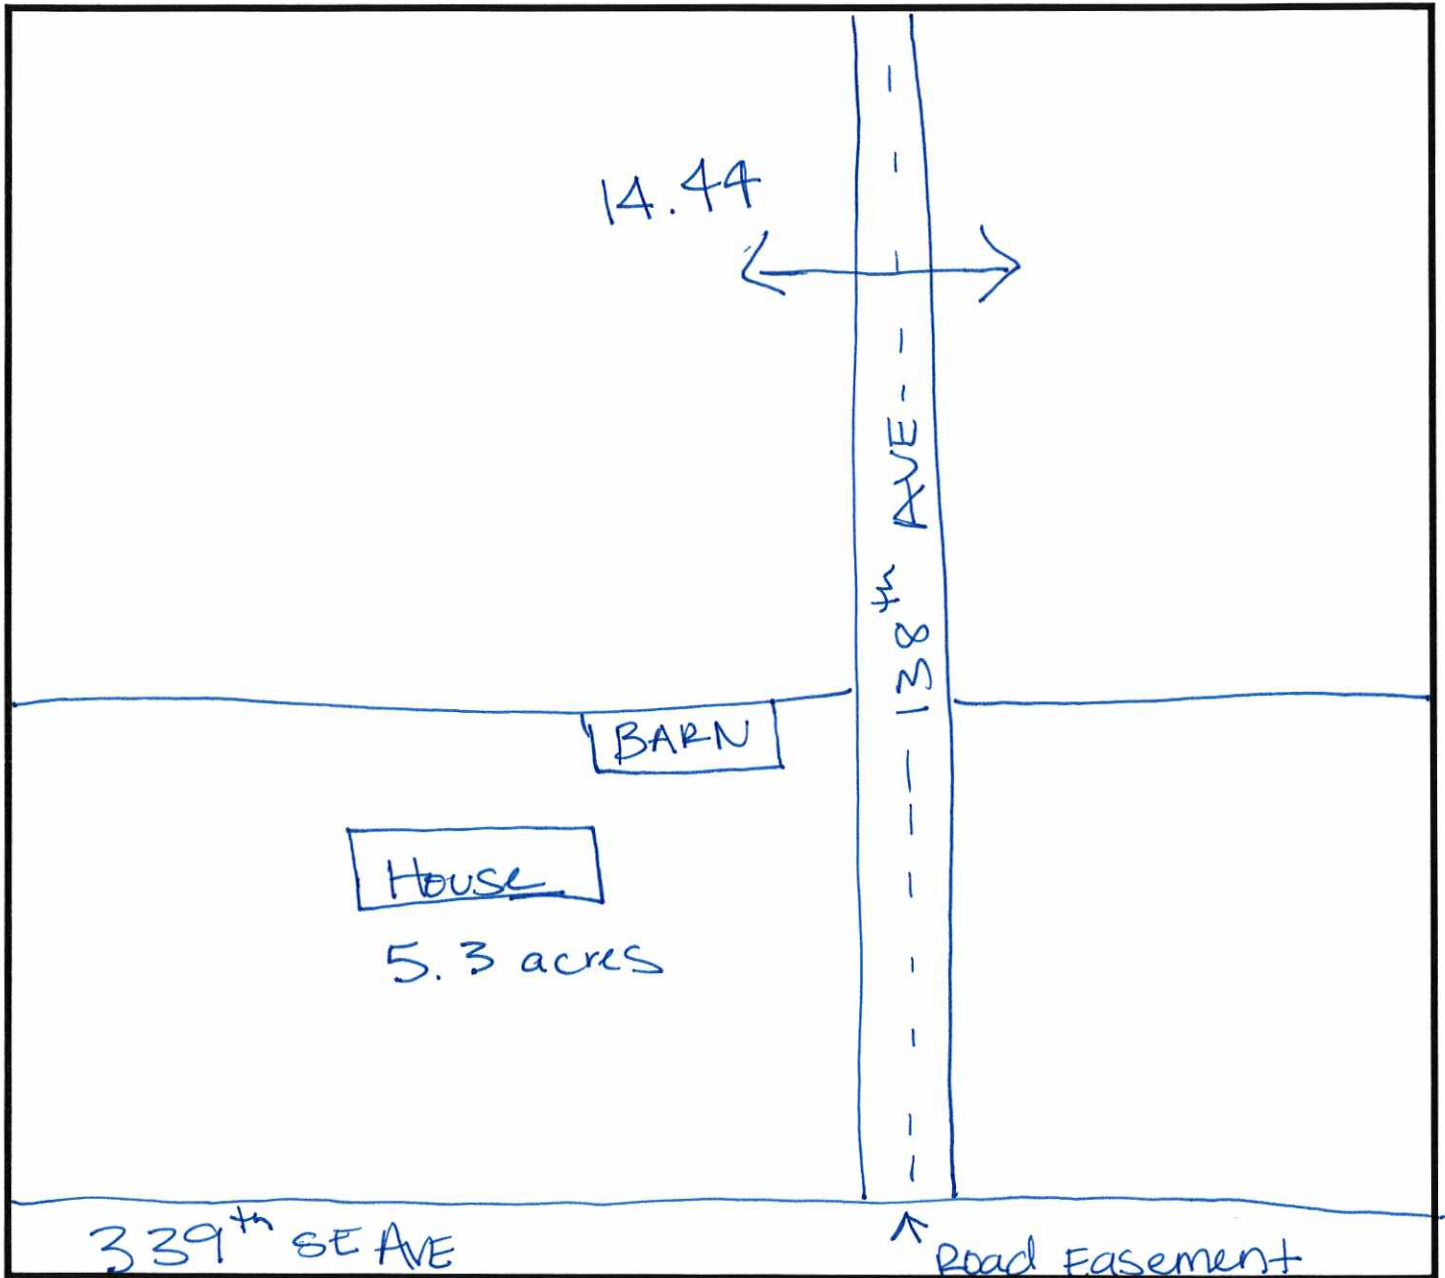 14.44
138th AVE
BARN
House
5.3 acres
339th SE AVE
Road Easement